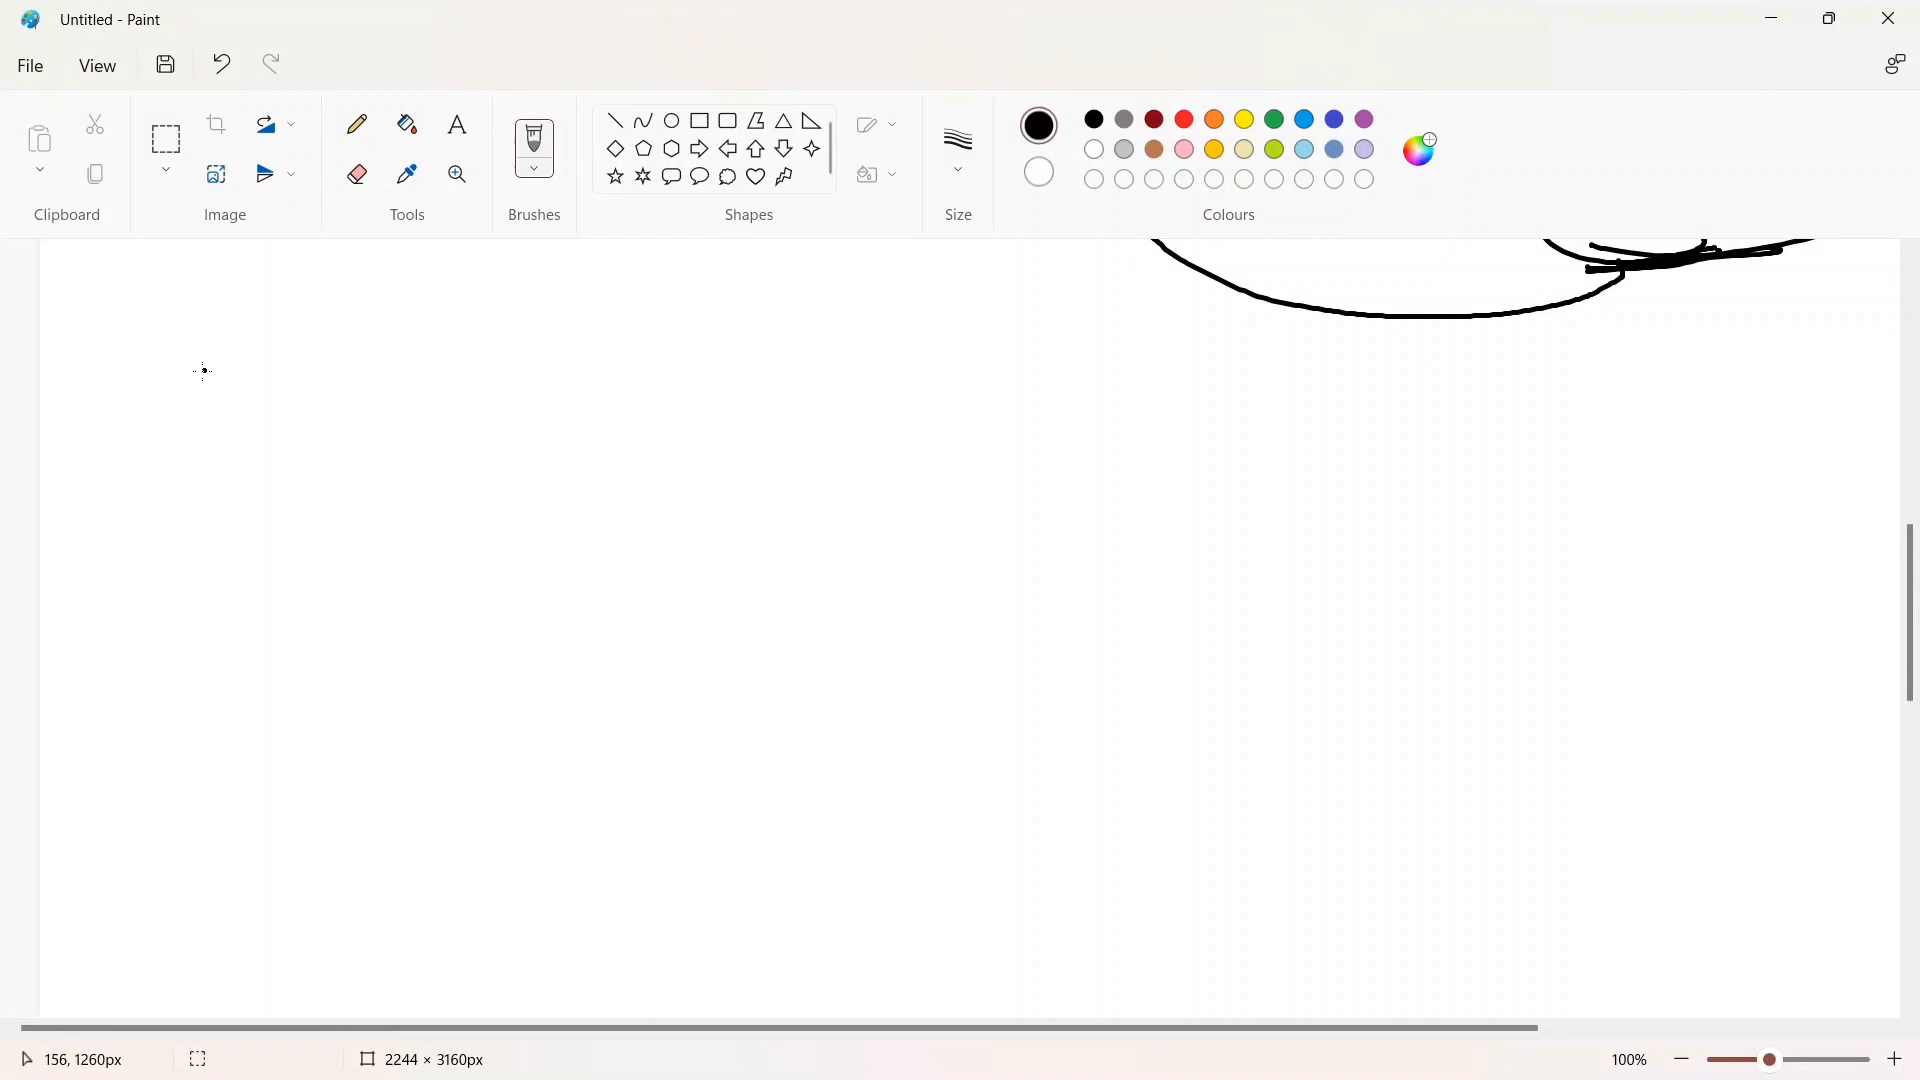 Untitled - Paint
File View
Clipboard Image Tools Brushes Shapes Size Colours
156, 1260px 2244 × 3160px 100%